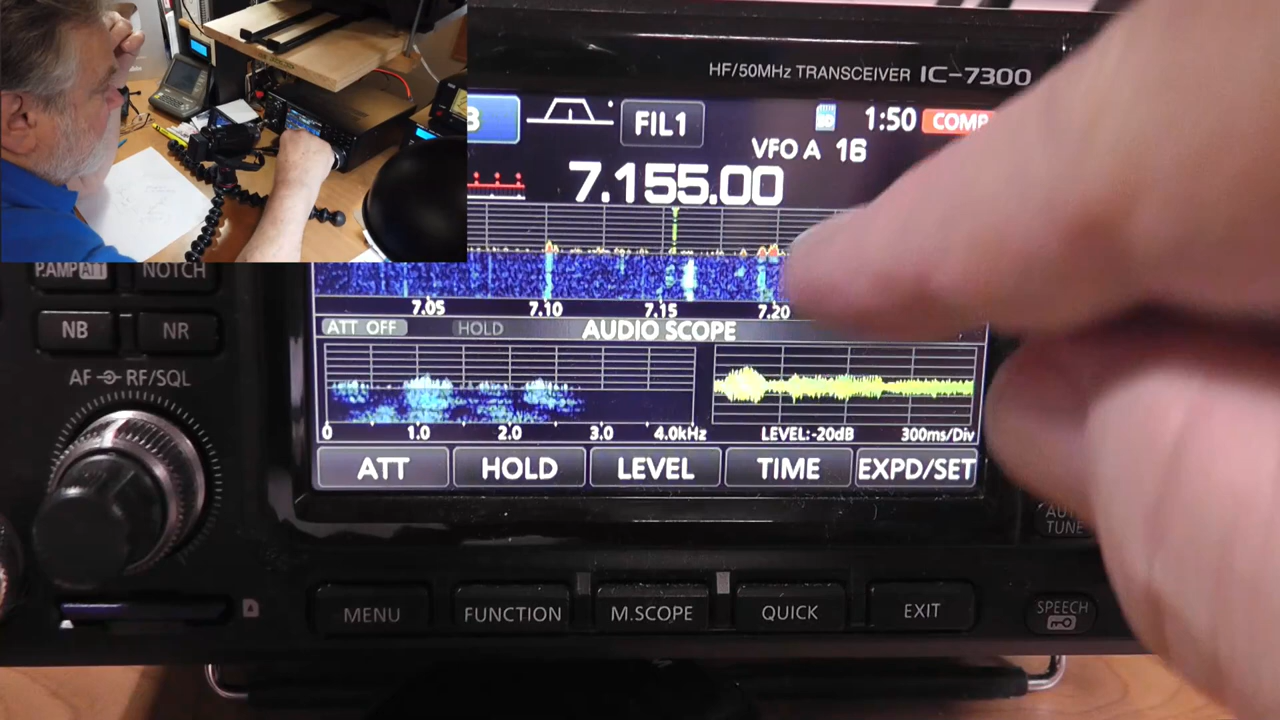 HF/50MHz TRANSCEIVER IC-7300
FIL1
1:50
COMP
VFO A 16
7.155.00
P.AMP ATT
NOTCH
7.05 7.10 7.15 7.20
NB
NR
ATT OFF
HOLD
AUDIO SCOPE
AF RF/SQL
0 1.0 2.0 3.0 4.0kHz
LEVEL:-20dB
300ms/Div
ATT
HOLD
LEVEL
TIME
EXPD/SET
AUTO
TUNE
MENU
FUNCTION
M.SCOPE
QUICK
EXIT
SPEECH